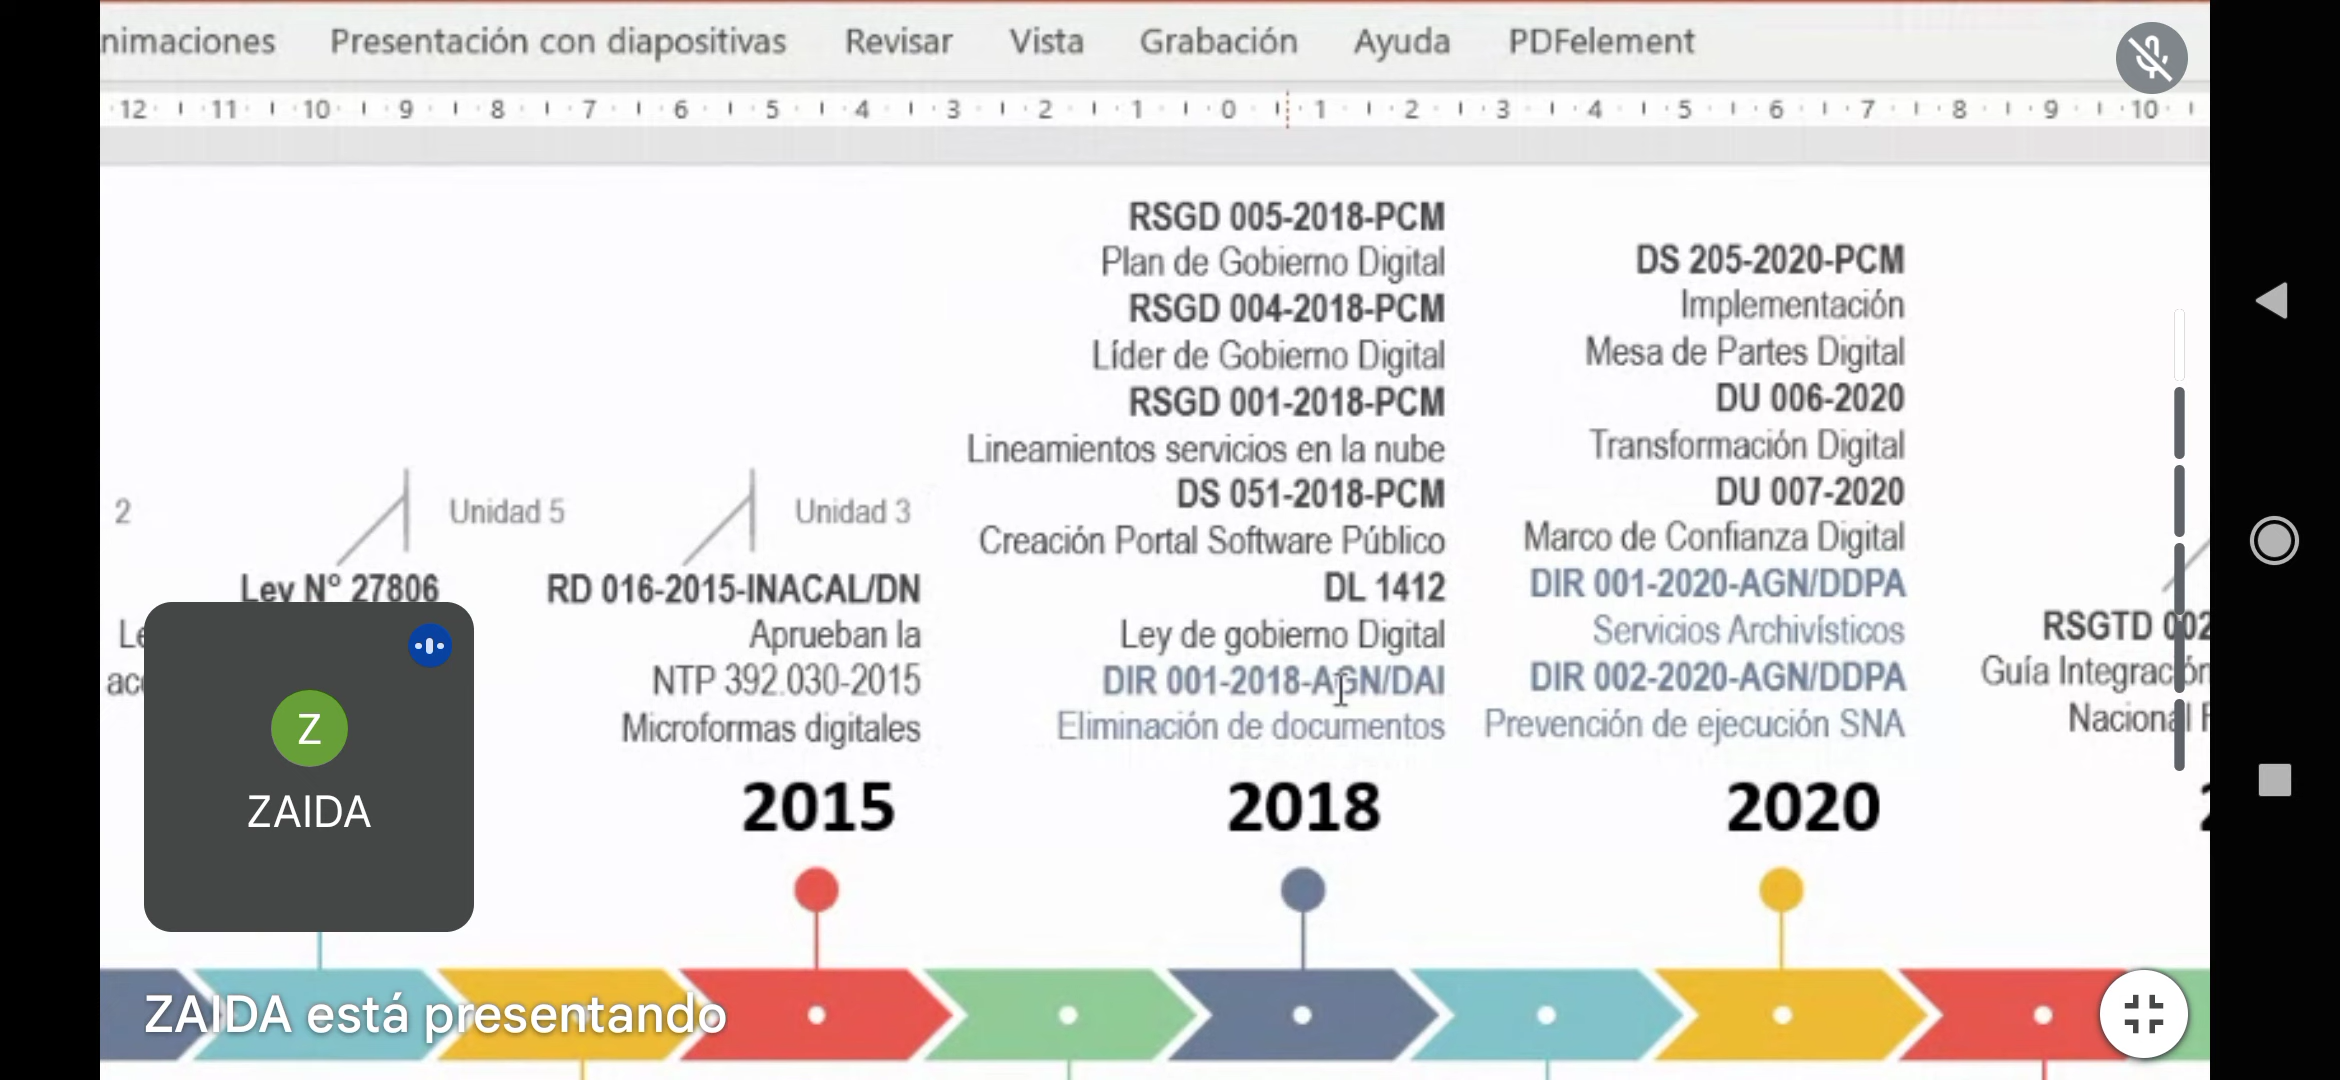 nimaciones Presentación con diapositivas Revisar Vista Grabación Ayuda PDFelement
12 11 10 9 8 7 6 5 4 3 2 1 0 1 2 3 4 5 6 7 8 9 10
2
Unidad 5
Ley N° 27806
Unidad 3
RD 016-2015-INACAL/DN
Aprueban la
NTP 392.030-2015
Microformas digitales
2015
RSGD 005-2018-PCM
Plan de Gobierno Digital
RSGD 004-2018-PCM
Líder de Gobierno Digital
RSGD 001-2018-PCM
Lineamientos servicios en la nube
DS 051-2018-PCM
Creación Portal Software Público
DL 1412
Ley de gobierno Digital
DIR 001-2018-AGN/DAI
Eliminación de documentos
2018
DS 205-2020-PCM
Implementación
Mesa de Partes Digital
DU 006-2020
Transformación Digital
DU 007-2020
Marco de Confianza Digital
DIR 001-2020-AGN/DDPA
Servicios Archivísticos
DIR 002-2020-AGN/DDPA
Prevención de ejecución SNA
2020
RSGTD 002
Guía Integración
Nacional
Z
ZAIDA
ZAIDA está presentando